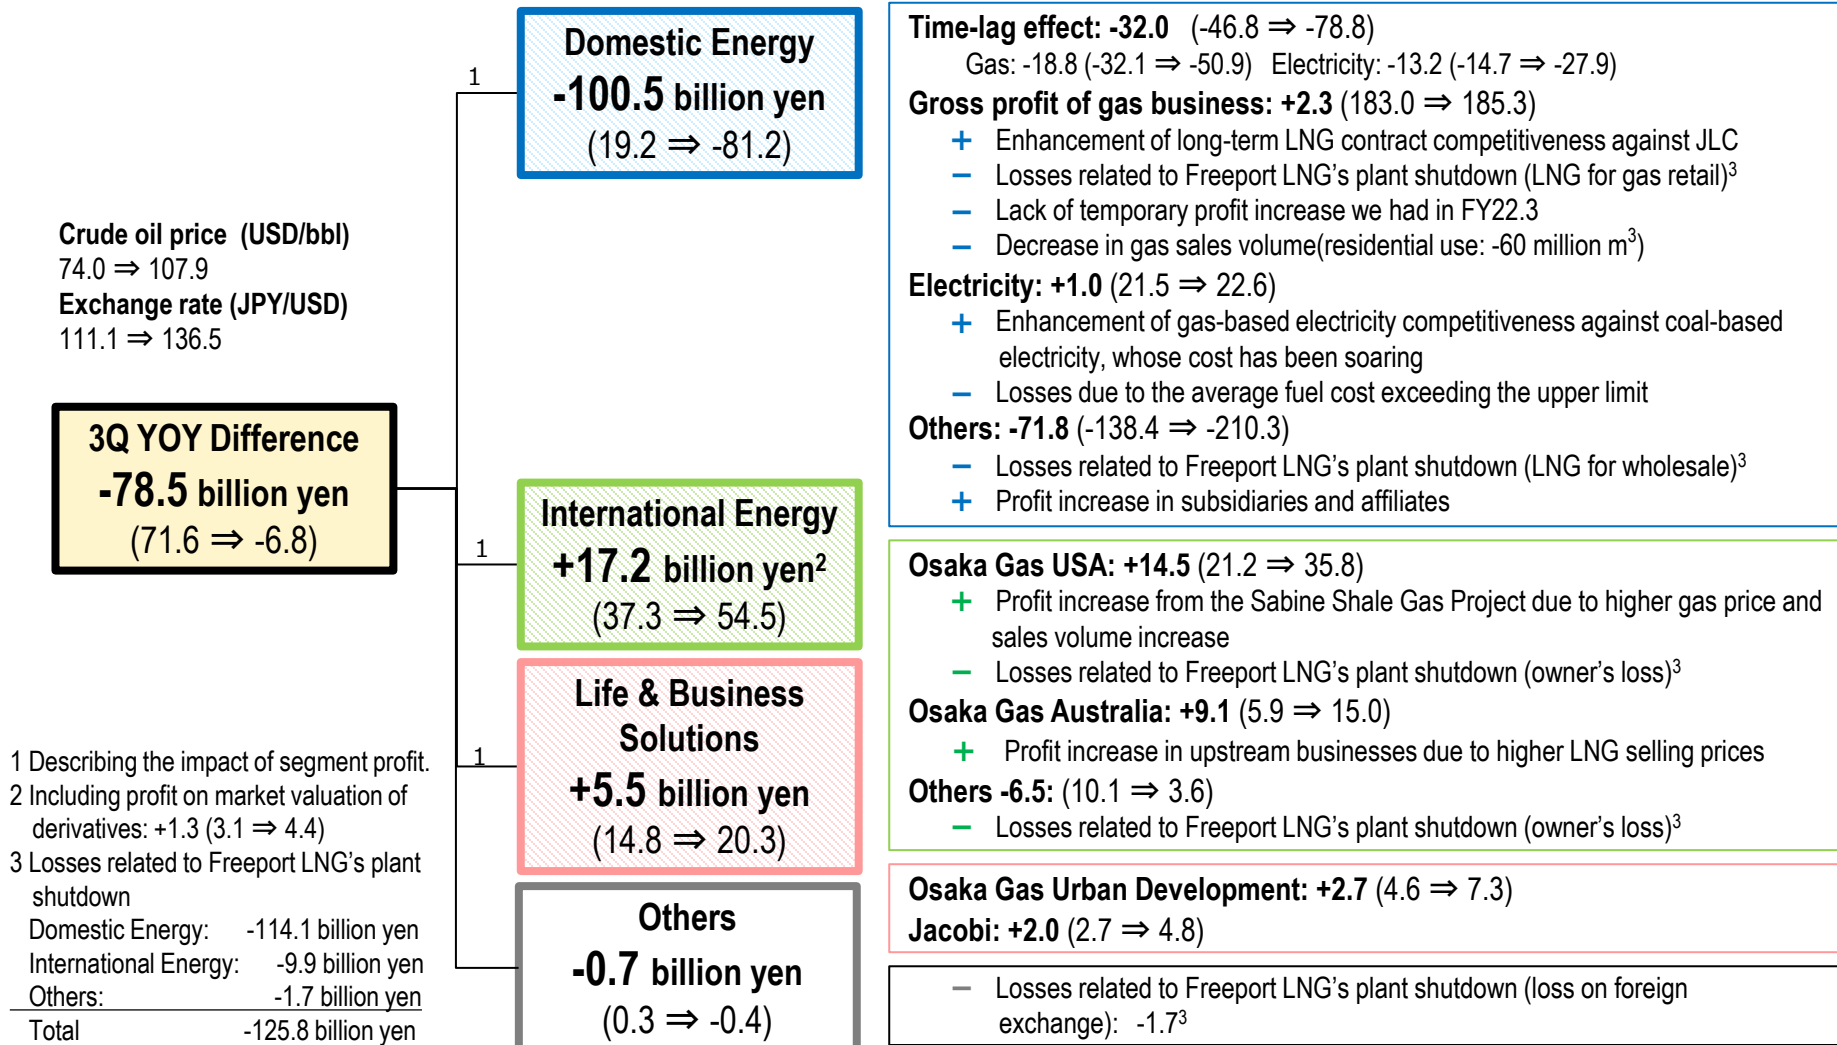 Crude oil price (USD/bbl)
74.0 ⇒ 107.9
Exchange rate (JPY/USD)
111.1 ⇒ 136.5
3Q YOY Difference
-78.5 billion yen
(71.6 ⇒ -6.8)
1 Describing the impact of segment profit.
2 Including profit on market valuation of
derivatives: +1.3 (3.1 ⇒ 4.4)
3 Losses related to Freeport LNG's plant
shutdown
Domestic Energy: -114.1 billion yen
International Energy: -9.9 billion yen
Others: -1.7 billion yen
Total -125.8 billion yen
1
Domestic Energy
-100.5 billion yen
(19.2 ⇒ -81.2)
1
International Energy
+17.2 billion yen2
(37.3 ⇒ 54.5)
1
Life & Business
Solutions
+5.5 billion yen
(14.8 ⇒ 20.3)
Others
-0.7 billion yen
(0.3 ⇒ -0.4)
Time-lag effect: -32.0 (-46.8 ⇒ -78.8)
Gas: -18.8 (-32.1 ⇒ -50.9) Electricity: -13.2 (-14.7 ⇒ -27.9)
Gross profit of gas business: +2.3 (183.0 ⇒ 185.3)
+ Enhancement of long-term LNG contract competitiveness against JLC
− Losses related to Freeport LNG's plant shutdown (LNG for gas retail)3
− Lack of temporary profit increase we had in FY22.3
− Decrease in gas sales volume(residential use: -60 million m3)
Electricity: +1.0 (21.5 ⇒ 22.6)
+ Enhancement of gas-based electricity competitiveness against coal-based
electricity, whose cost has been soaring
− Losses due to the average fuel cost exceeding the upper limit
Others: -71.8 (-138.4 ⇒ -210.3)
− Losses related to Freeport LNG's plant shutdown (LNG for wholesale)3
+ Profit increase in subsidiaries and affiliates
Osaka Gas USA: +14.5 (21.2 ⇒ 35.8)
+ Profit increase from the Sabine Shale Gas Project due to higher gas price and
sales volume increase
− Losses related to Freeport LNG's plant shutdown (owner's loss)3
Osaka Gas Australia: +9.1 (5.9 ⇒ 15.0)
+ Profit increase in upstream businesses due to higher LNG selling prices
Others -6.5: (10.1 ⇒ 3.6)
− Losses related to Freeport LNG's plant shutdown (owner's loss)3
Osaka Gas Urban Development: +2.7 (4.6 ⇒ 7.3)
Jacobi: +2.0 (2.7 ⇒ 4.8)
− Losses related to Freeport LNG's plant shutdown (loss on foreign
exchange): -1.73